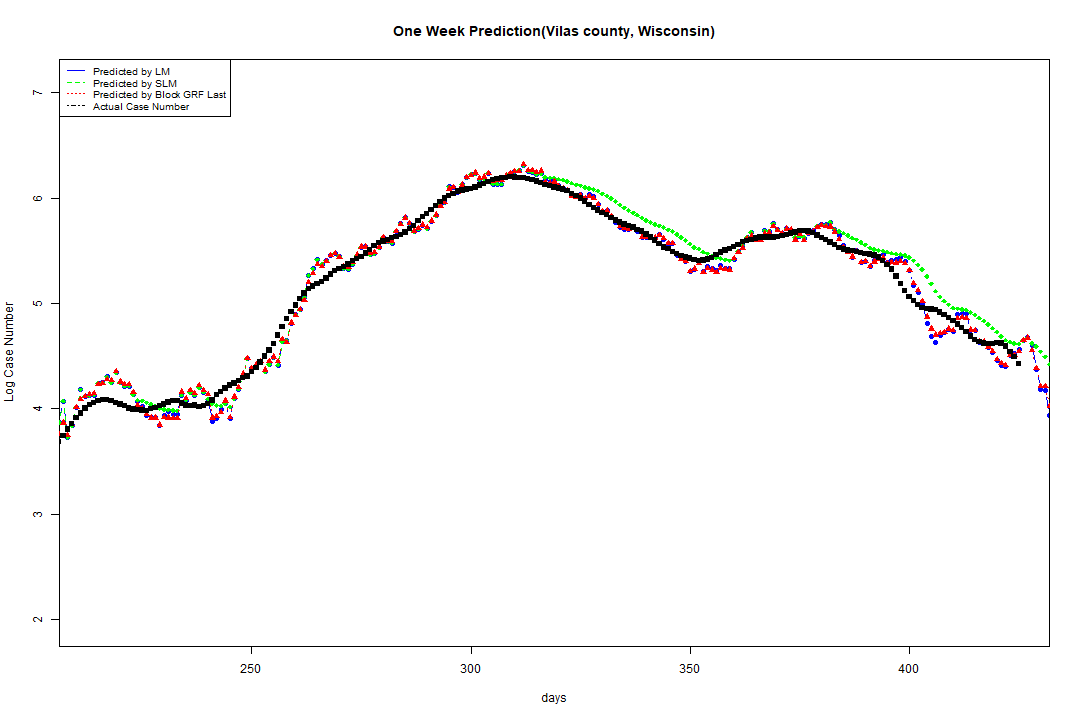 One Week Prediction(Vilas county, Wisconsin)
Predicted by LM
Predicted by SLM
Predicted by Block GRF Last
Actual Case Number
7
6
5
4
3
2
Log Case Number
250 300 350 400
days